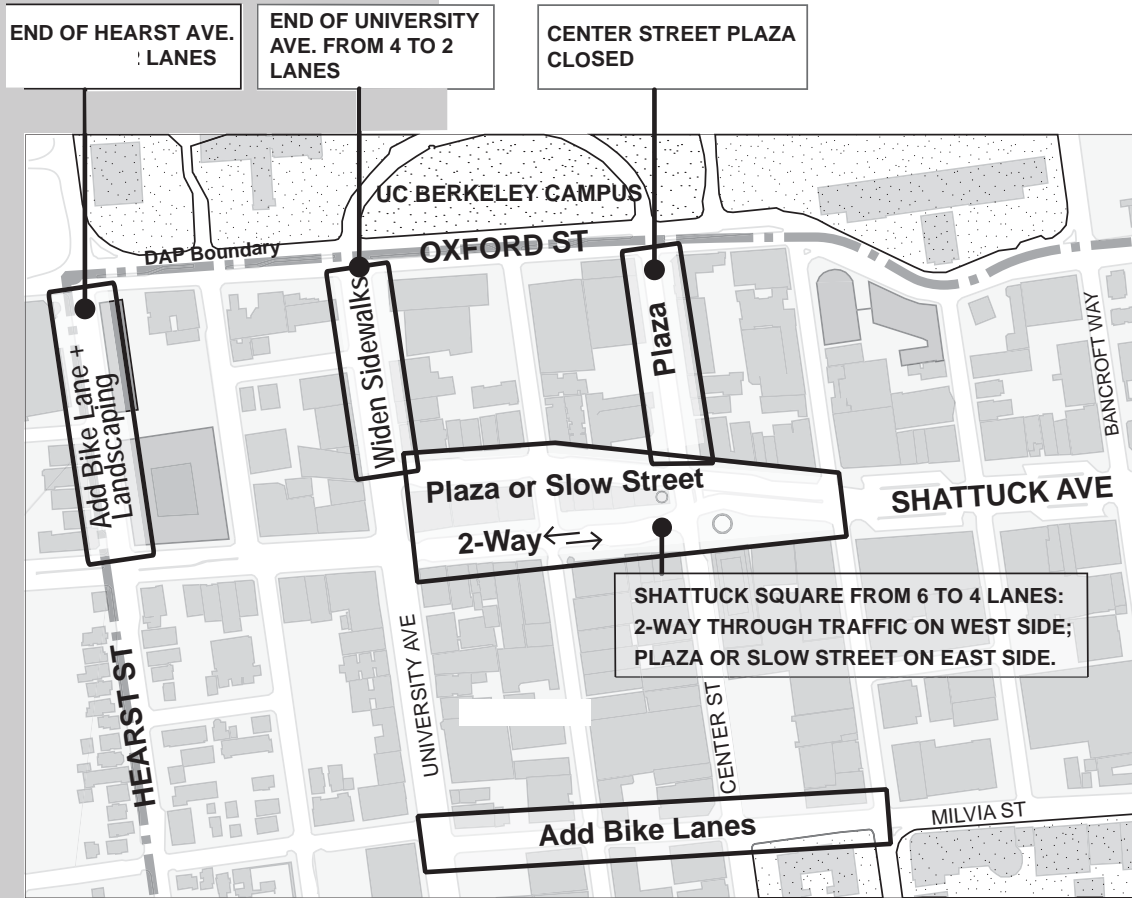 END OF HEARST AVE.
LANES
END OF UNIVERSITY
AVE. FROM 4 TO 2
LANES
CENTER STREET PLAZA
CLOSED
UC BERKELEY CAMPUS
DAP Boundary
OXFORD ST
Add Bike Lane +
Landscaping
Widen Sidewalks
Plaza
BANCROFT WAY
Plaza or Slow Street
SHATTUCK AVE
2-Way
SHATTUCK SQUARE FROM 6 TO 4 LANES:
2-WAY THROUGH TRAFFIC ON WEST SIDE;
PLAZA OR SLOW STREET ON EAST SIDE.
HEARST ST
UNIVERSITY AVE
CENTER ST
Add Bike Lanes
MILVIA ST